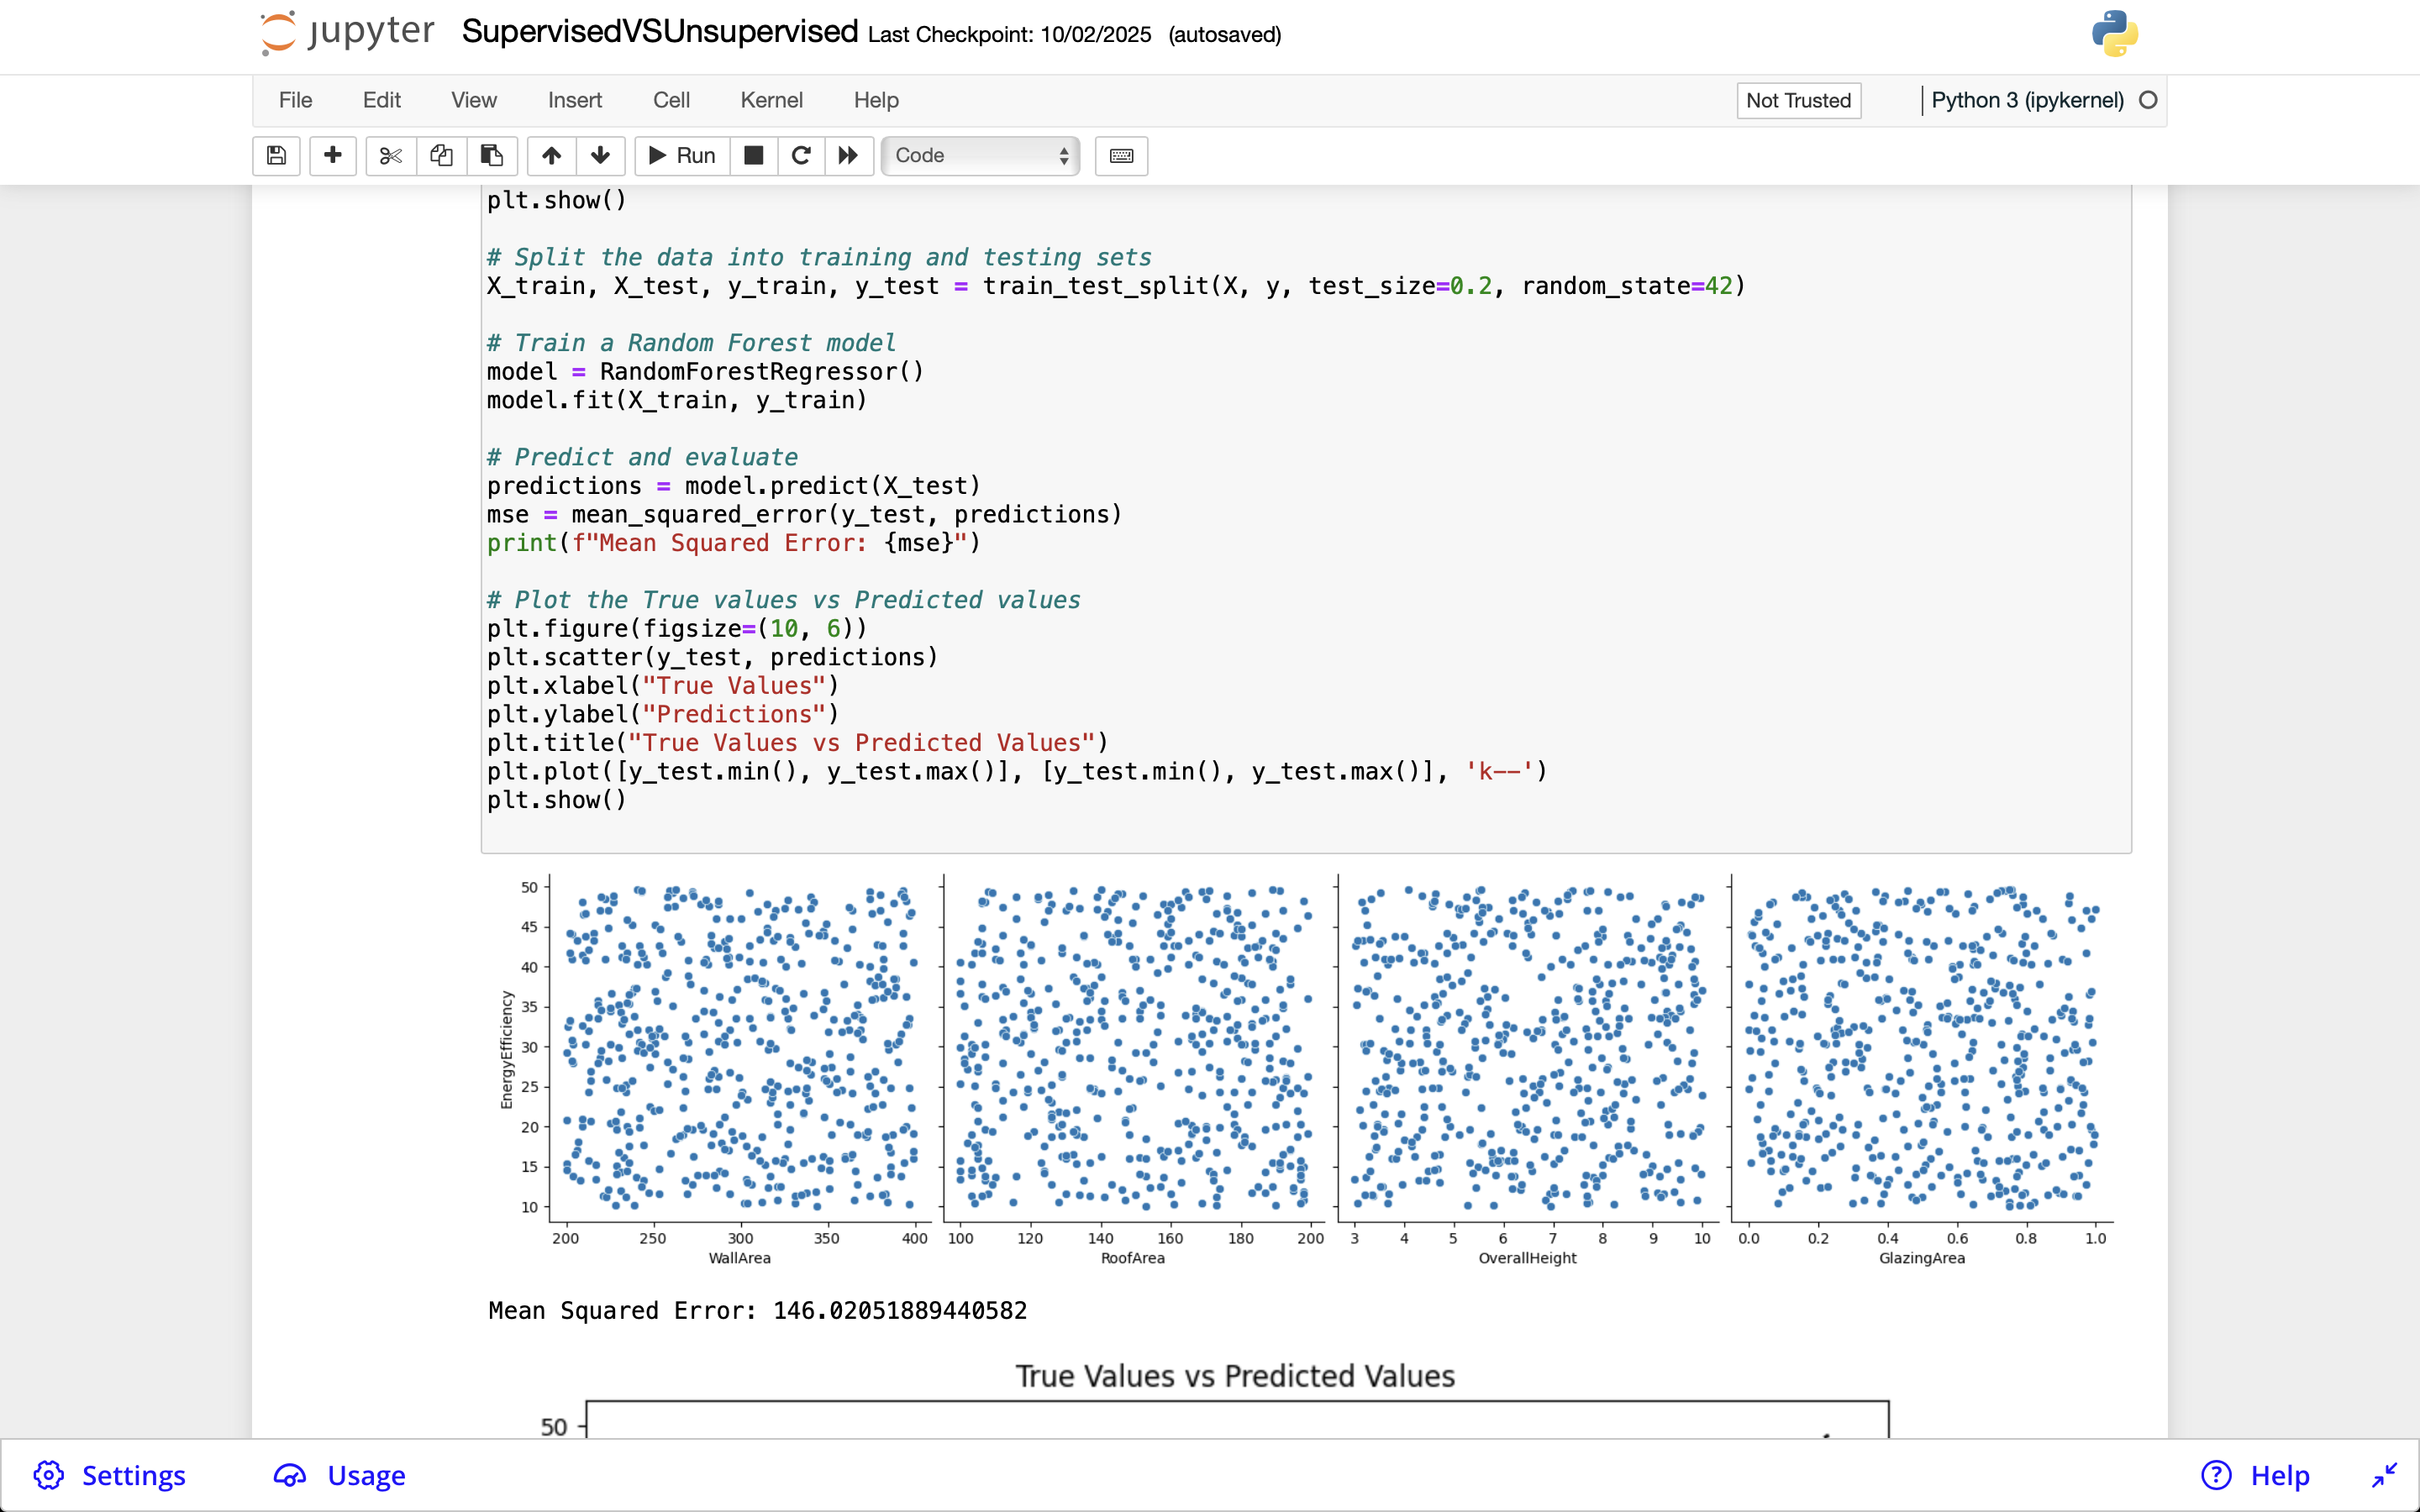 jupyter SupervisedVSUnsupervised Last Checkpoint: 10/02/2025 (autosaved)
File Edit View Insert Cell Kernel Help Not Trusted Python 3 (ipykernel)
Run Code
plt.show()
# Split the data into training and testing sets
X_train, X_test, y_train, y_test = train_test_split(X, y, test_size=0.2, random_state=42)
# Train a Random Forest model
model = RandomForestRegressor()
model.fit(X_train, y_train)
# Predict and evaluate
predictions = model.predict(X_test)
mse = mean_squared_error(y_test, predictions)
print(f"Mean Squared Error: {mse}")
# Plot the True values vs Predicted values
plt.figure(figsize=(10, 6))
plt.scatter(y_test, predictions)
plt.xlabel("True Values")
plt.ylabel("Predictions")
plt.title("True Values vs Predicted Values")
plt.plot([y_test.min(), y_test.max()], [y_test.min(), y_test.max()], 'k--')
plt.show()
EnergyEfficiency
50
45
40
35
30
25
20
15
10
200 250 300 350 400 100 120 140 160 180 200 3 4 5 6 7 8 9 10 0.0 0.2 0.4 0.6 0.8 1.0
WallArea RoofArea OverallHeight GlazingArea
Mean Squared Error: 146.02051889440582
True Values vs Predicted Values
50
Settings Usage Help